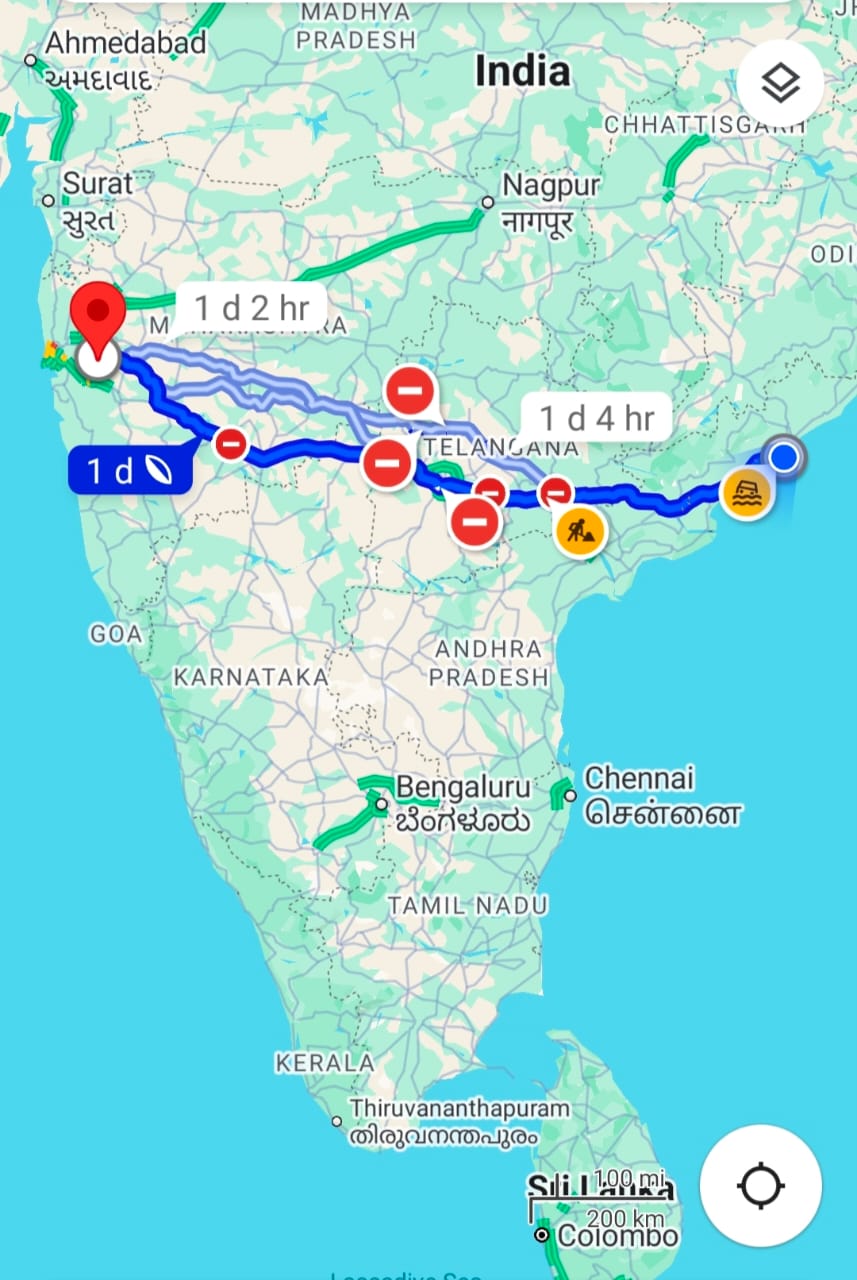 MADHYA
PRADESH
Ahmedabad
અમદાવાદ
India
CHHATTISGARH
Surat
સુરત
Nagpur
नागपूर
ODI
1 d 2 hr
1 d 4 hr
TELANGANA
1 d
GOA
KARNATAKA
ANDHRA
PRADESH
Bengaluru
ಬೆಂಗಳೂರು
Chennai
சென்னை
TAMIL NADU
KERALA
Thiruvananthapuram
തിരുവനന്തപുരം
Sri Lanka
100 mi
200 km
Colombo